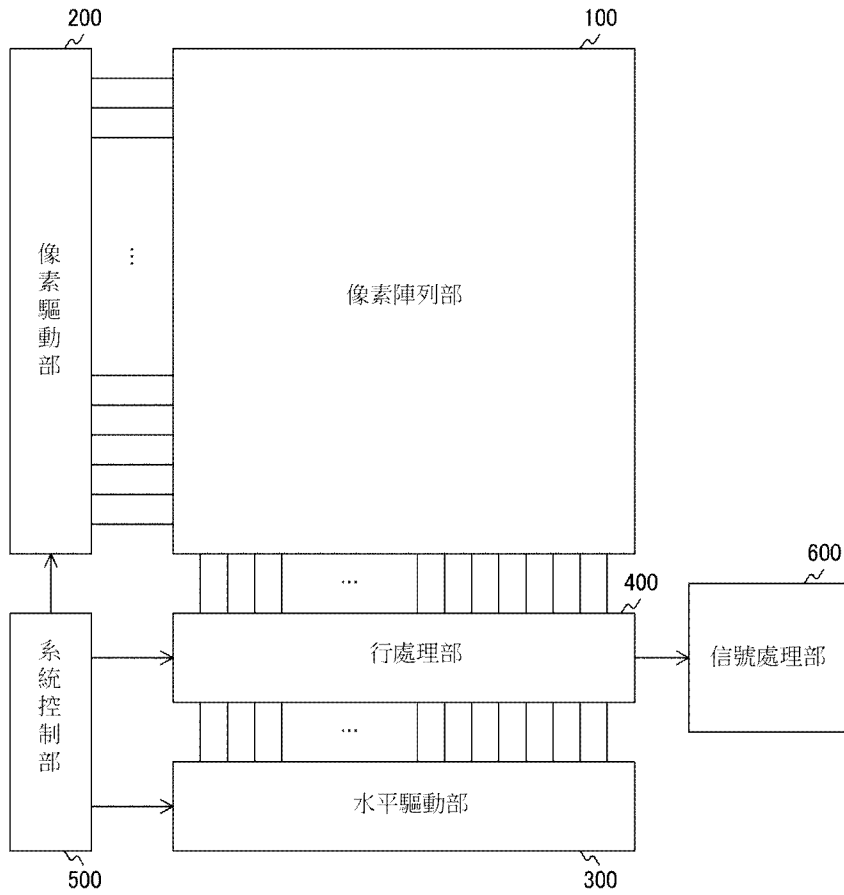 200
100
像素驅動部
⋮
像素陣列部
…
400
600
系統控制部
行處理部
信號處理部
…
水平驅動部
500
300